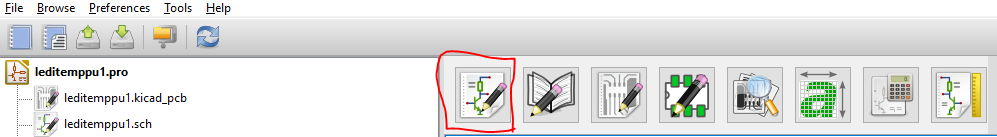 File Browse Preferences Tools Help
leditemppu1.pro
leditemppu1.kicad_pcb
leditemppu1.sch
a